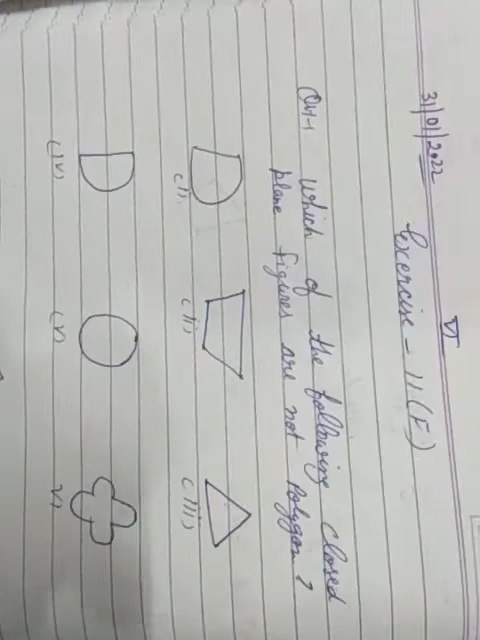 VI
31/01/2022
Exercise - 11(F)
Qn-1 Which of the following closed
plane figures are not Polygon?
(i) (ii) (iii)
(iv) (v) vi)